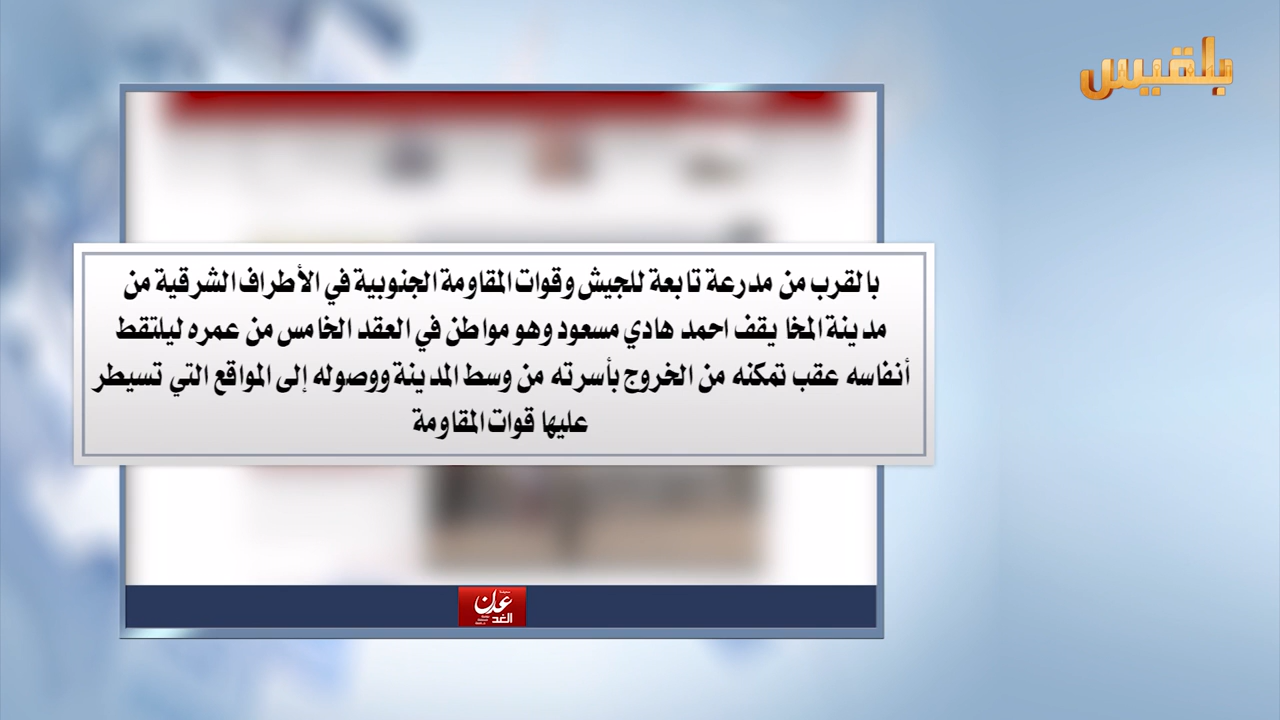 بلقيس
بالقرب من مدرعة تابعة للجيش وقوات المقاومة الجنوبية في الأطراف الشرقية من
مدينة المخا يقف احمد هادي مسعود وهو مواطن في العقد الخامس من عمره ليلتقط
أنفاسه عقب تمكنه من الخروج بأسرته من وسط المدينة ووصوله إلى المواقع التي تسيطر
عليها قوات المقاومة
عدن
الغد